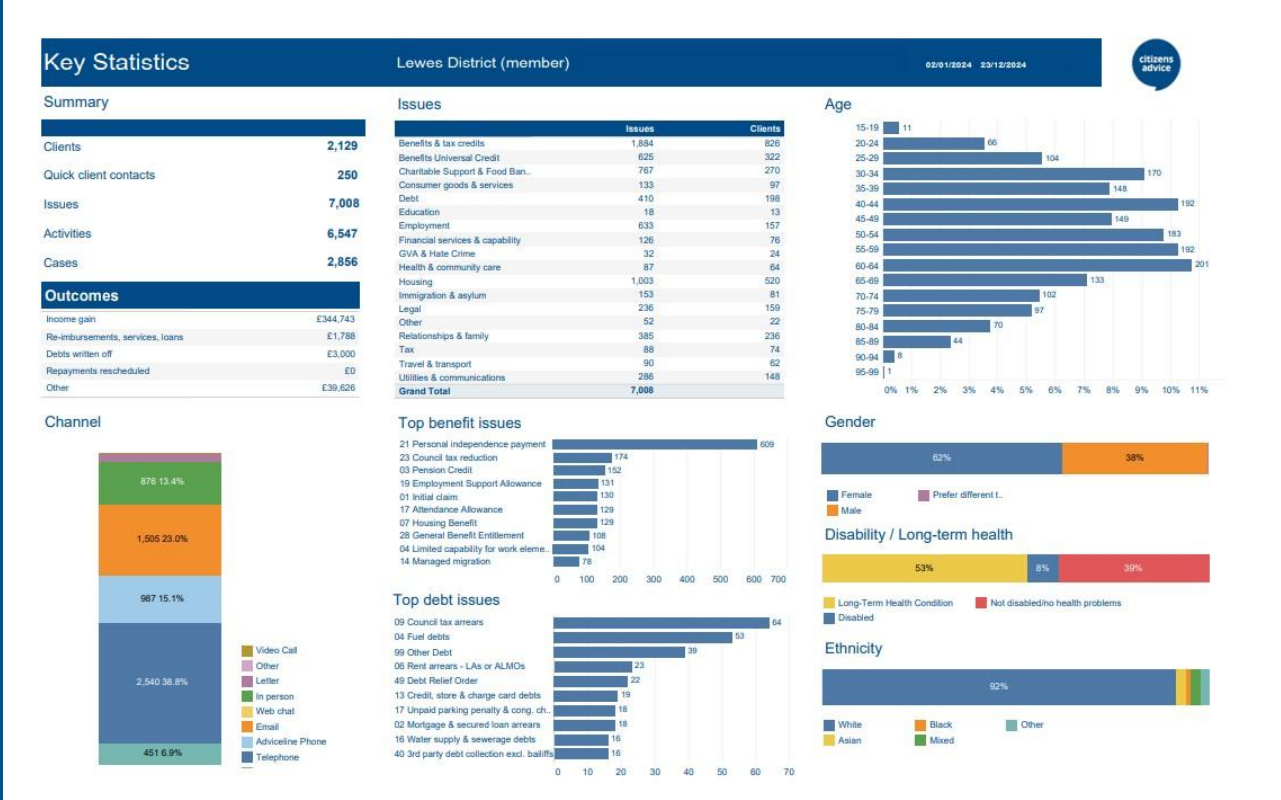 Key Statistics
Lewes District (member)
02/01/2024 23/12/2024
citizens
advice
Summary
Clients 2,129
Quick client contacts 250
Issues 7,008
Activities 6,547
Cases 2,856
Outcomes
Income gain £344,743
Re-imbursements, services, loans £1,788
Debts written off £3,000
Repayments rescheduled £0
Other £39,626
Issues
Issues Clients
Benefits & tax credits 1,884 826
Benefits Universal Credit 625 322
Charitable Support & Food Ban.. 767 270
Consumer goods & services 133 97
Debt 410 198
Education 18 13
Employment 633 157
Financial services & capability 126 76
GVA & Hate Crime 32 24
Health & community care 87 64
Housing 1,003 520
Immigration & asylum 153 81
Legal 236 159
Other 52 22
Relationships & family 385 236
Tax 88 74
Travel & transport 90 62
Utilities & communications 286 148
Grand Total 7,008
Age
15-19 11
20-24 66
25-29 104
30-34 170
35-39 148
40-44 192
45-49 149
50-54 183
55-59 192
60-64 201
65-69 133
70-74 102
75-79 97
80-84 70
85-89 44
90-94 8
95-99 1
0% 1% 2% 3% 4% 5% 6% 7% 8% 9% 10% 11%
Channel
876 13.4%
1,505 23.0%
987 15.1%
2,540 38.8%
451 6.9%
Video Call
Other
Letter
In person
Web chat
Email
Adviceline Phone
Telephone
Top benefit issues
21 Personal independence payment 609
23 Council tax reduction 174
03 Pension Credit 152
19 Employment Support Allowance 131
01 Initial claim 130
17 Attendance Allowance 129
07 Housing Benefit 129
28 General Benefit Entitlement 108
04 Limited capability for work eleme.. 104
14 Managed migration 78
0 100 200 300 400 500 600 700
Top debt issues
09 Council tax arrears 64
04 Fuel debts 53
99 Other Debt 39
06 Rent arrears - LAs or ALMOs 23
49 Debt Relief Order 22
13 Credit, store & charge card debts 19
17 Unpaid parking penalty & cong. ch.. 18
02 Mortgage & secured loan arrears 18
16 Water supply & sewerage debts 16
40 3rd party debt collection excl. bailiffs 16
0 10 20 30 40 50 60 70
Gender
62% 38%
Female Prefer different t..
Male
Disability / Long-term health
53% 8% 39%
Long-Term Health Condition Not disabled/no health problems
Disabled
Ethnicity
92%
White Black Other
Asian Mixed